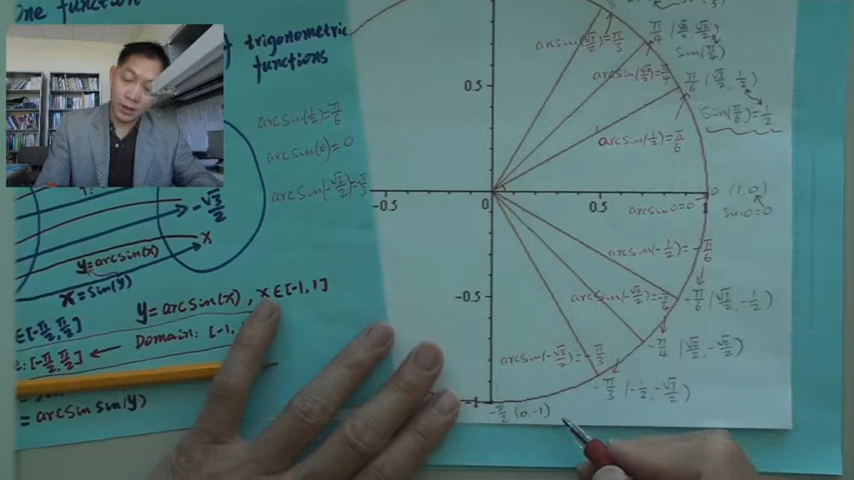 ine function
trigonometric
functions
arcsin(1/2)=π/6
arcsin(0)=0
arcsin(-√3/2)=-π/3
-√3/2
x
y=arcsin(x)
x=sin(y)
y=arcsin(x), x∈[-1,1]
∈[-π/2,π/2]
Domain: [-1,
: [-π/2,π/2]
= arcsin sin(y)
arcsin(√3/2)=π/3
π/4 (√2/2, √2/2)
sin(π/4)
arcsin(√2/2)=π/4
0.5
π/6 (√3/2, 1/2)
sin(π/6)=1/2
arcsin(1/2)=π/6
-0.5
0
0.5
1
0 (1,0)
arcsin 0=0
sin 0=0
arcsin(-1/2)=-π/6
-0.5
arcsin(-√2/2)=-π/4
-π/6 (√3/2, -1/2)
-π/4 (√2/2, -√2/2)
arcsin(-√3/2)=-π/3
-π/3 (-1/2, -√3/2)
-1
-π/2 (0,-1)